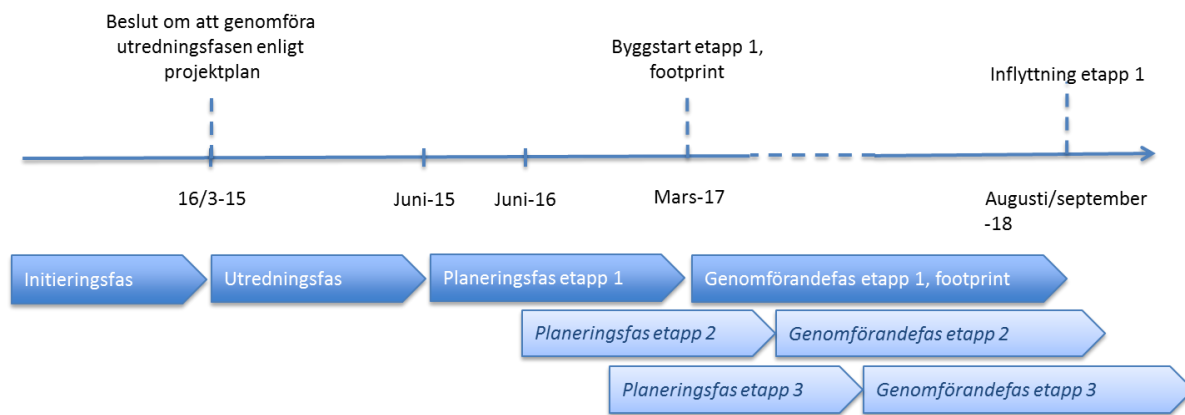 Beslut om att genomföra
utredningsfasen enligt
projektplan
Byggstart etapp 1,
footprint
Inflyttning etapp 1
16/3-15
Juni-15
Juni-16
Mars-17
Augusti/september
-18
Initieringsfas
Utredningsfas
Planeringsfas etapp 1
Genomförandefas etapp 1, footprint
Planeringsfas etapp 2
Genomförandefas etapp 2
Planeringsfas etapp 3
Genomförandefas etapp 3